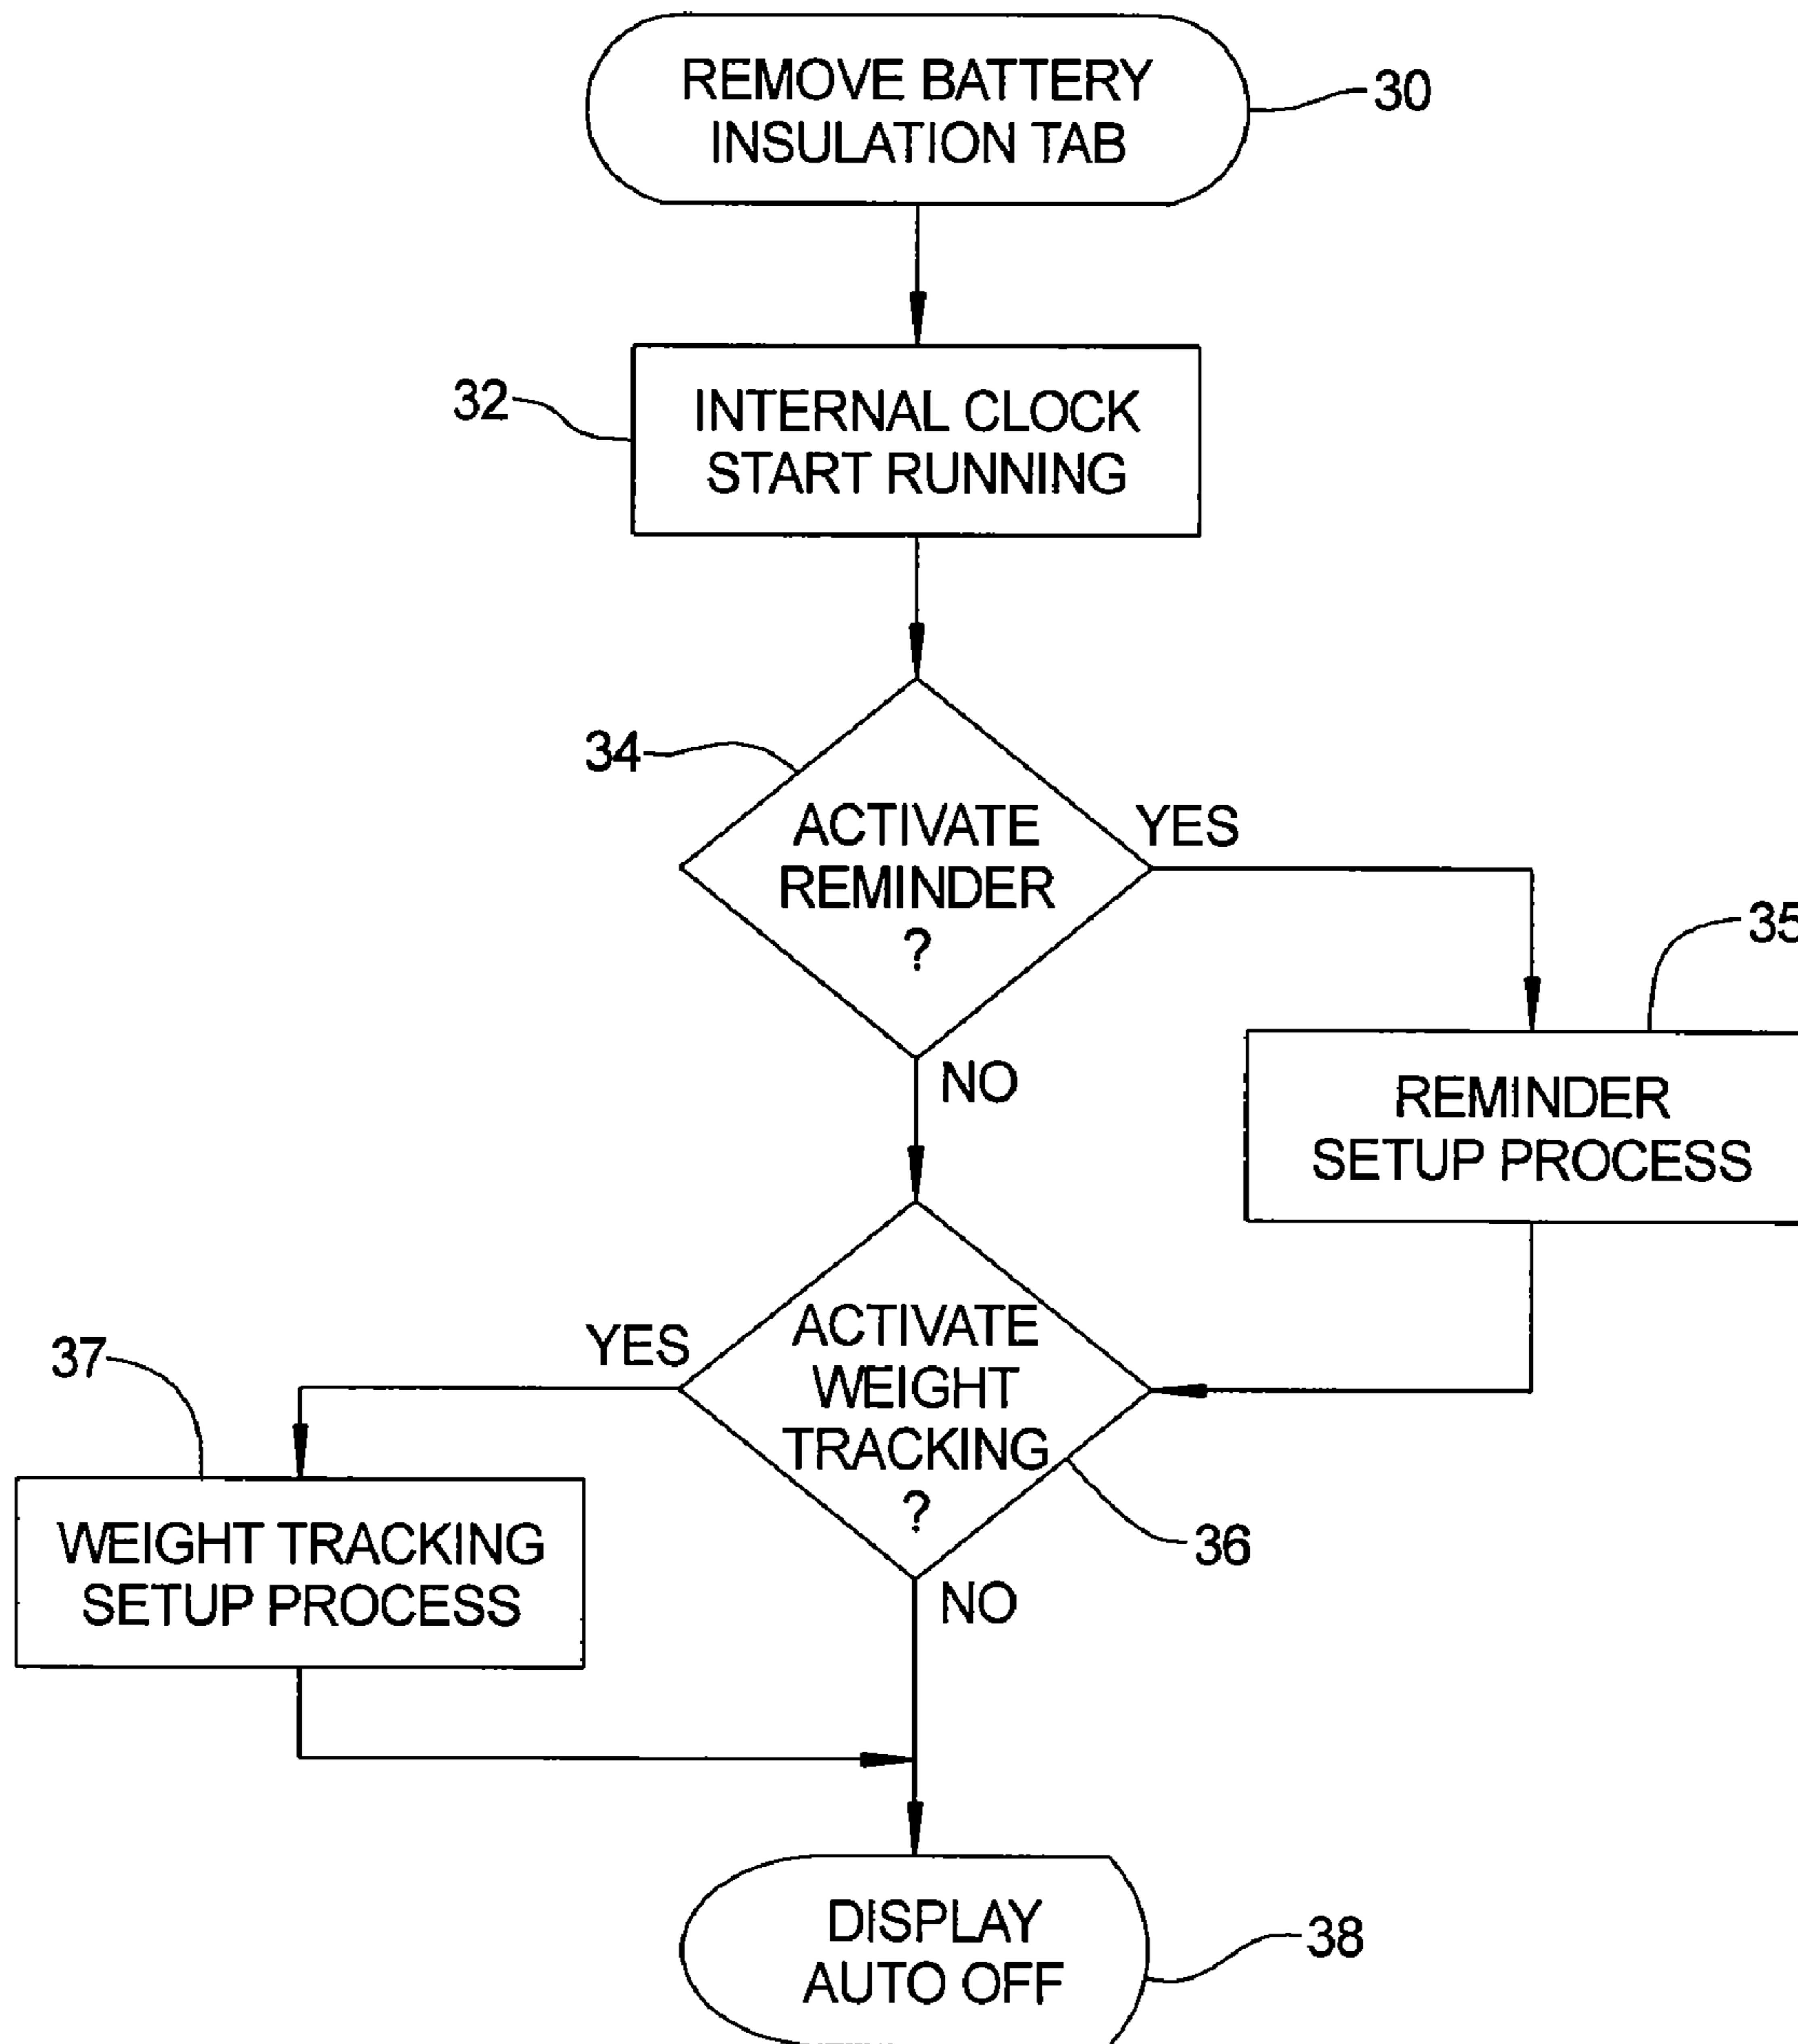 REMOVE BATTERY
INSULATION TAB
30
32
INTERNAL CLOCK
START RUNNING
34
ACTIVATE
REMINDER
?
YES
35
NO
REMINDER
SETUP PROCESS
37
YES
ACTIVATE
WEIGHT
TRACKING
?
36
WEIGHT TRACKING
SETUP PROCESS
NO
DISPLAY
AUTO OFF
38